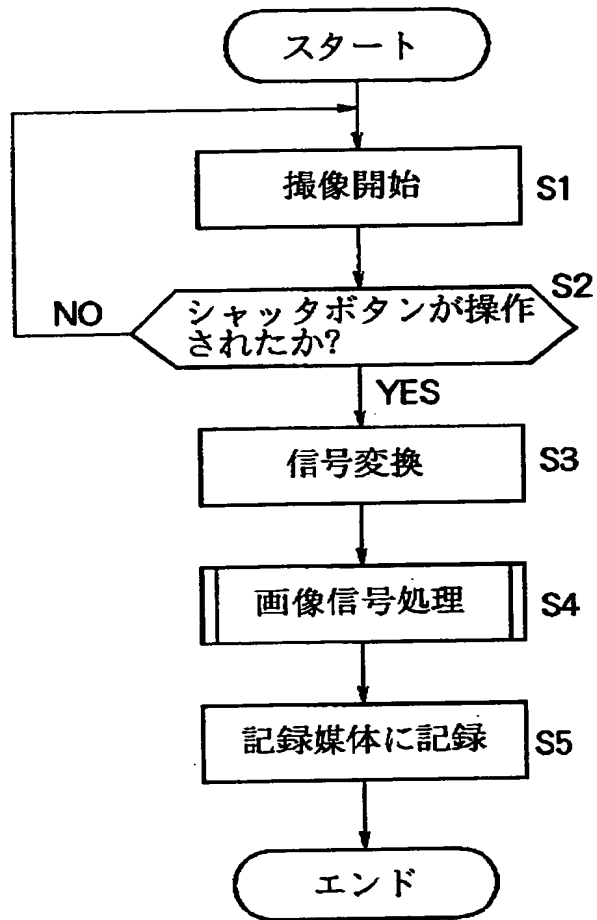 スタート
撮像開始
S1
S2
シャッタボタンが操作
されたか?
NO
YES
信号変換
S3
画像信号処理
S4
記録媒体に記録
S5
エンド